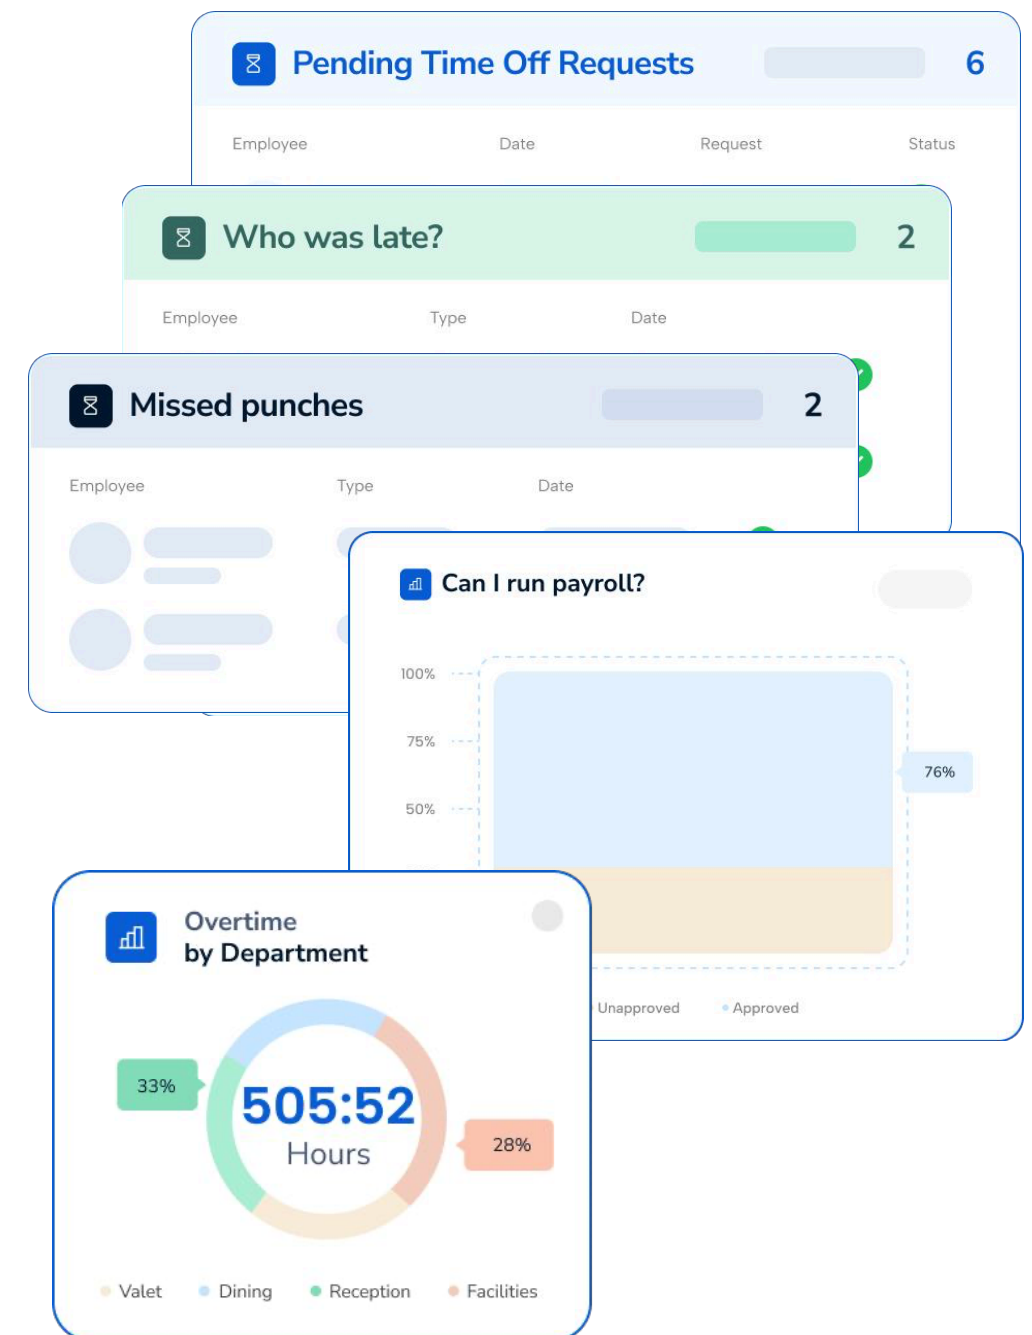 Pending Time Off Requests 6
Employee Date Request Status
Who was late? 2
Employee Type Date
Missed punches 2
Employee Type Date
Can I run payroll?
100%
75%
76%
50%
Unapproved Approved
Overtime
by Department
33%
505:52
Hours
28%
Valet Dining Reception Facilities